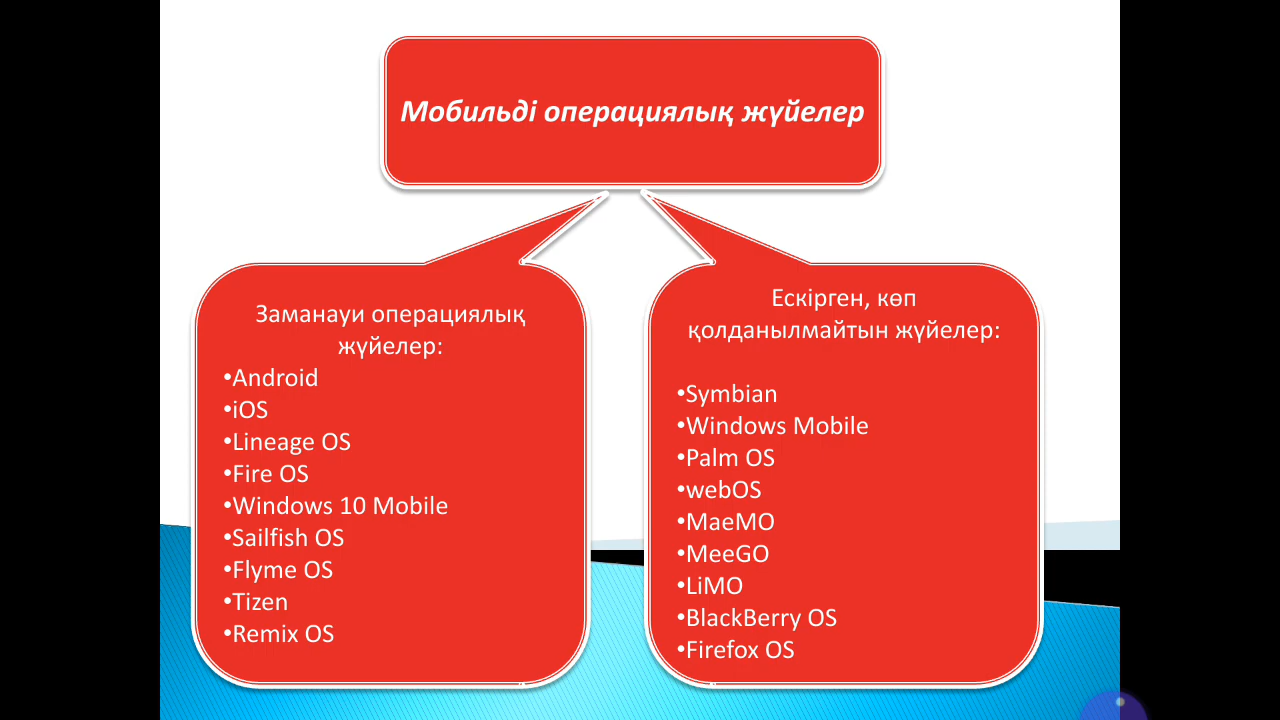 Мобильді операциялық жүйелер
Заманауи операциялық
жүйелер:
•Android
•iOS
•Lineage OS
•Fire OS
•Windows 10 Mobile
•Sailfish OS
•Flyme OS
•Tizen
•Remix OS
Ескірген, көп
қолданылмайтын жүйелер:
•Symbian
•Windows Mobile
•Palm OS
•webOS
•MaeMO
•MeeGO
•LiMO
•BlackBerry OS
•Firefox OS